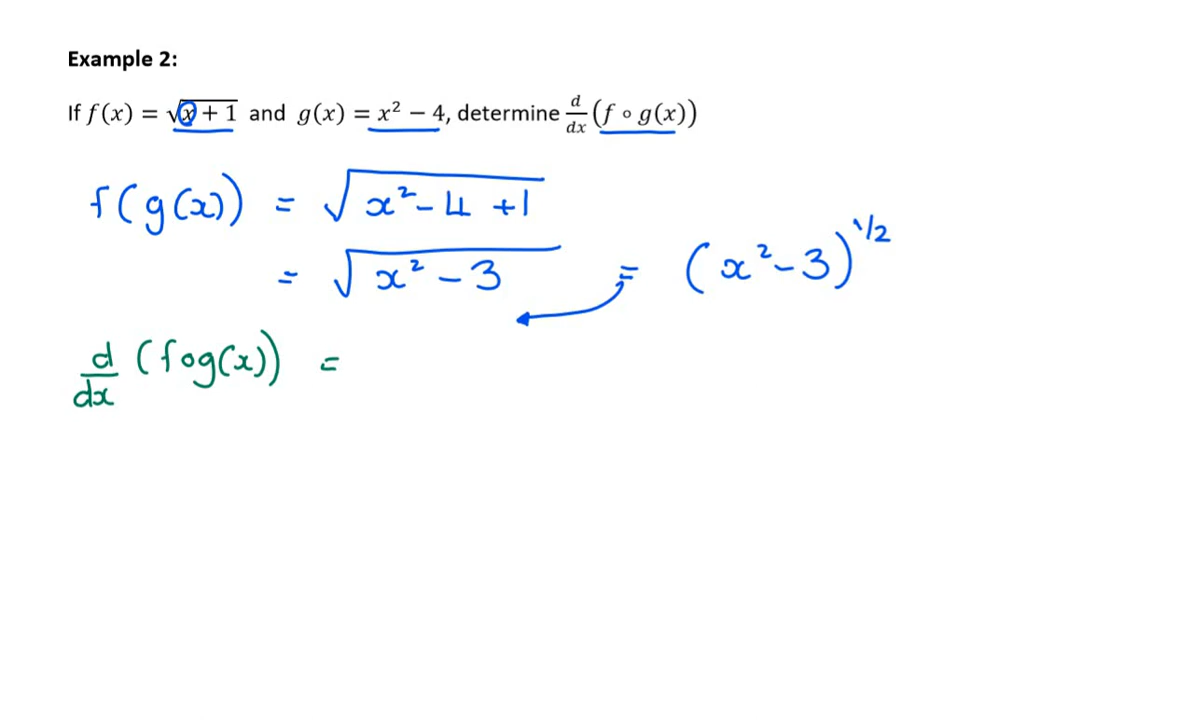 Example 2:
If f(x) = √x + 1 and g(x) = x² − 4, determine d/dx (f ∘ g(x))
f(g(x)) = √x²-4 +1
= √x² - 3 = (x²-3)^1/2
d/dx (fog(x)) =